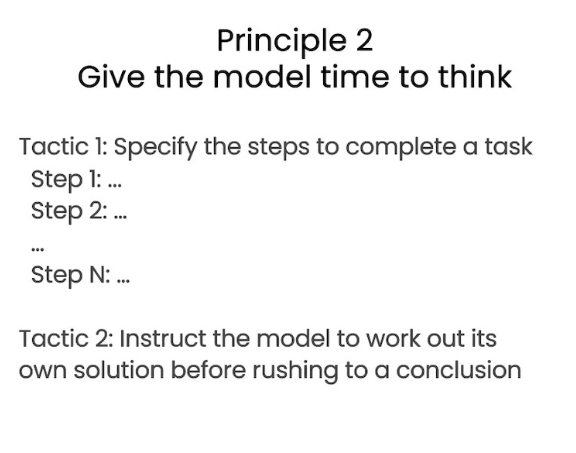 Principle 2
Give the model time to think
Tactic 1: Specify the steps to complete a task
Step 1: ...
Step 2: ...
...
Step N: ...
Tactic 2: Instruct the model to work out its
own solution before rushing to a conclusion